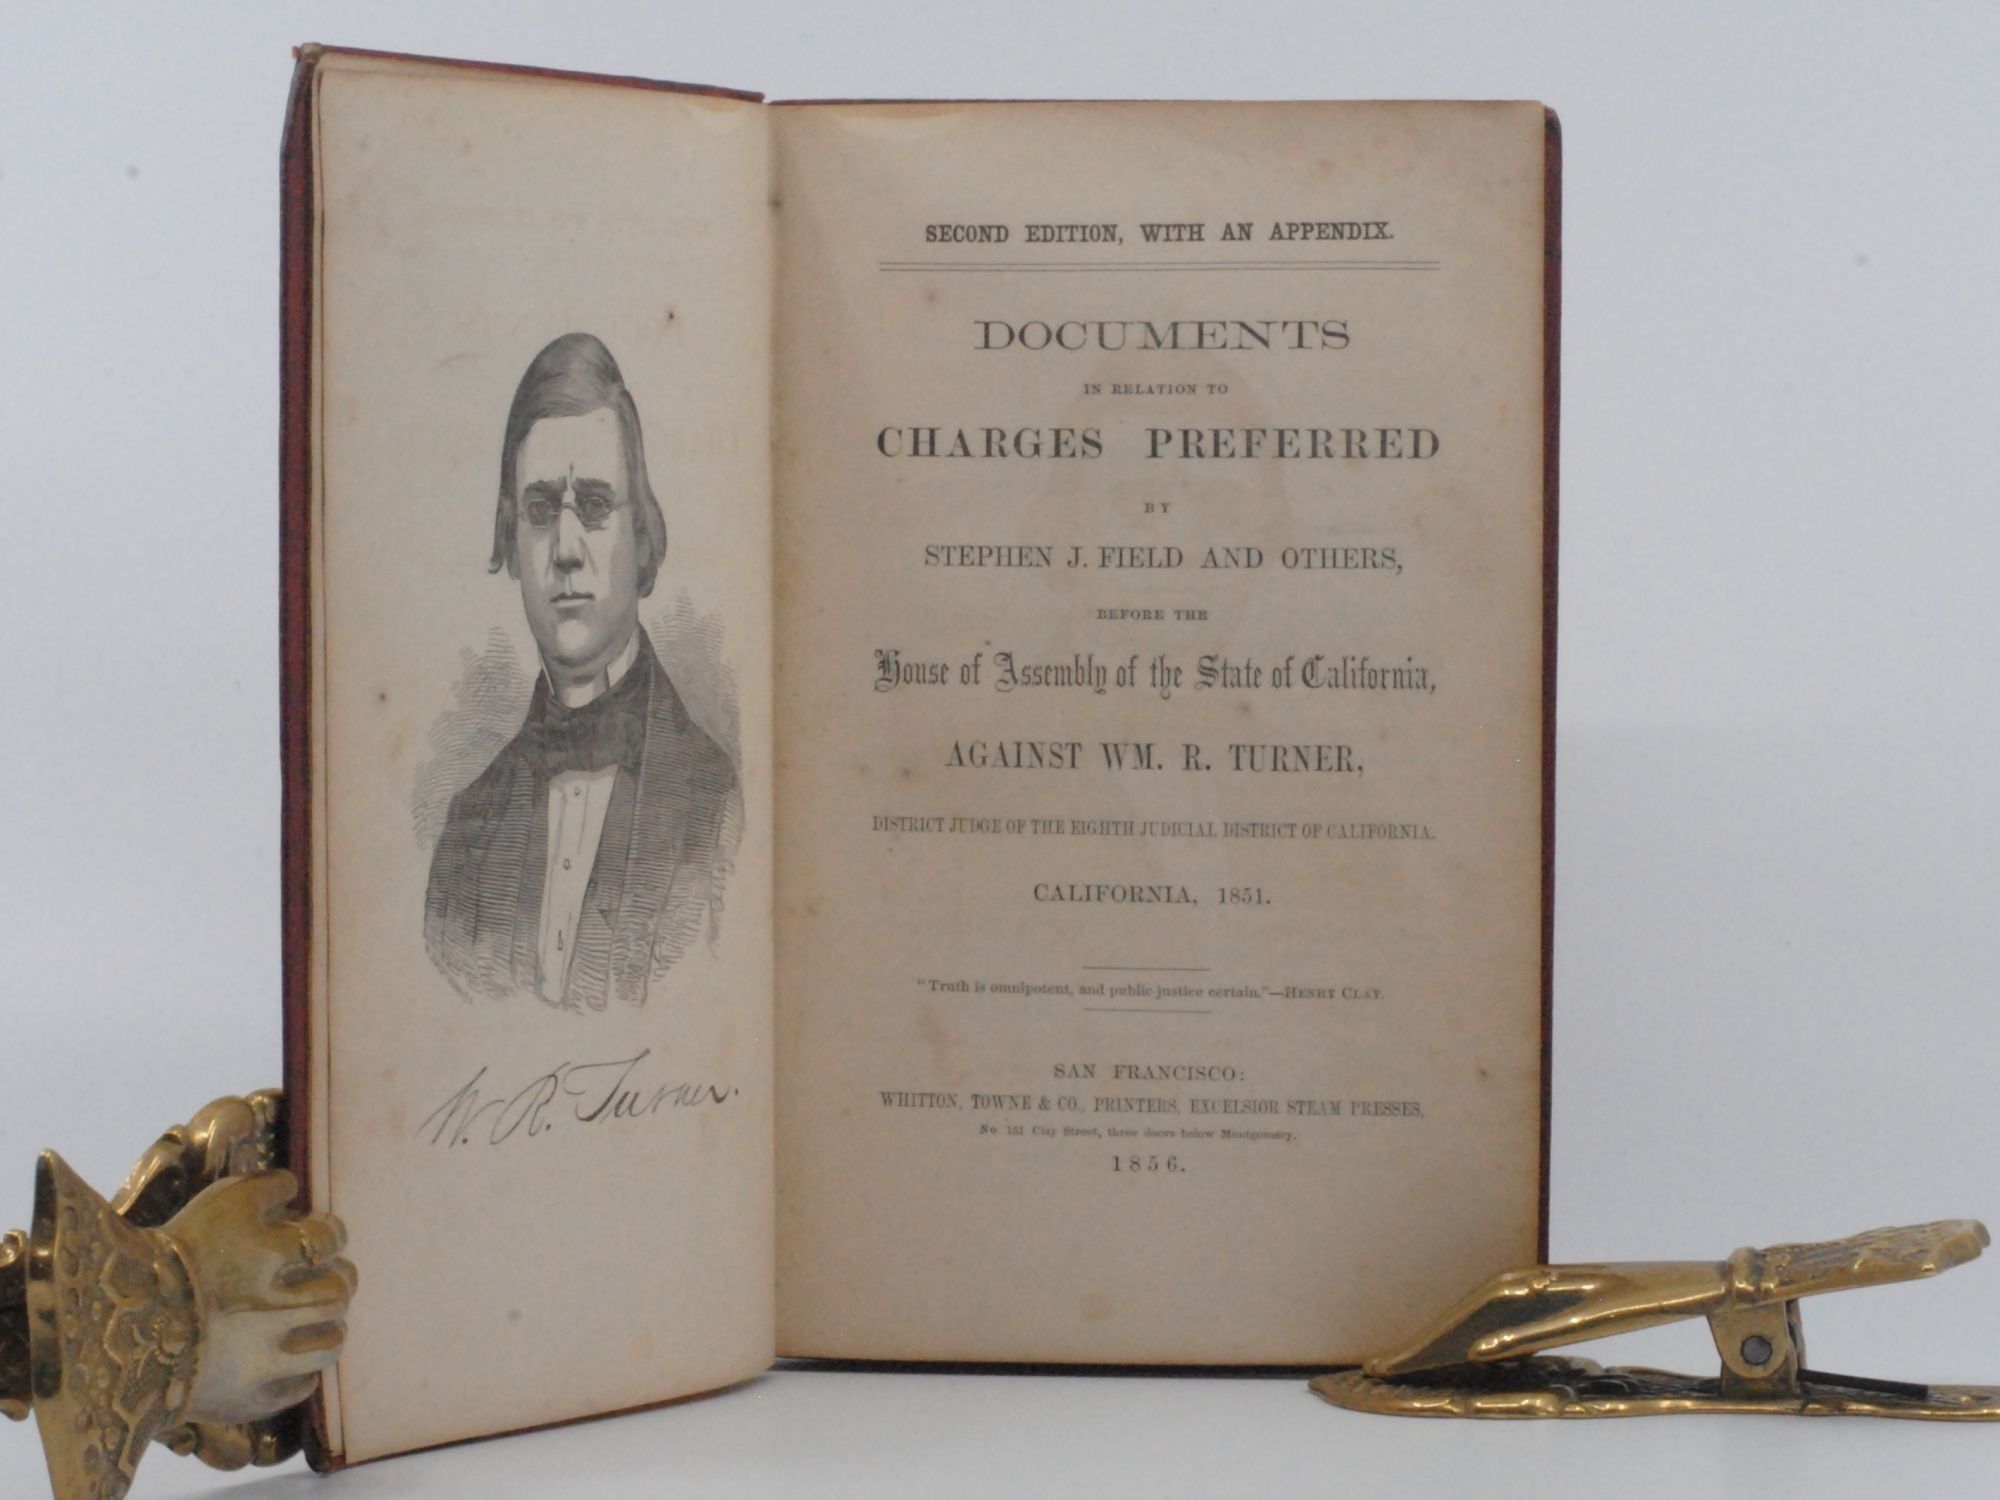 W. R. Turner.
SECOND EDITION, WITH AN APPENDIX.
DOCUMENTS
IN RELATION TO
CHARGES PREFERRED
BY
STEPHEN J. FIELD AND OTHERS,
BEFORE THE
House of Assembly of the State of California,
AGAINST WM. R. TURNER,
DISTRICT JUDGE OF THE EIGHTH JUDICIAL DISTRICT OF CALIFORNIA.
CALIFORNIA, 1851.
"Truth is omnipotent, and public justice certain."—HENRY CLAY.
SAN FRANCISCO:
WHITTON, TOWNE & CO., PRINTERS, EXCELSIOR STEAM PRESSES,
No 151 Clay Street, three doors below Montgomery.
1856.